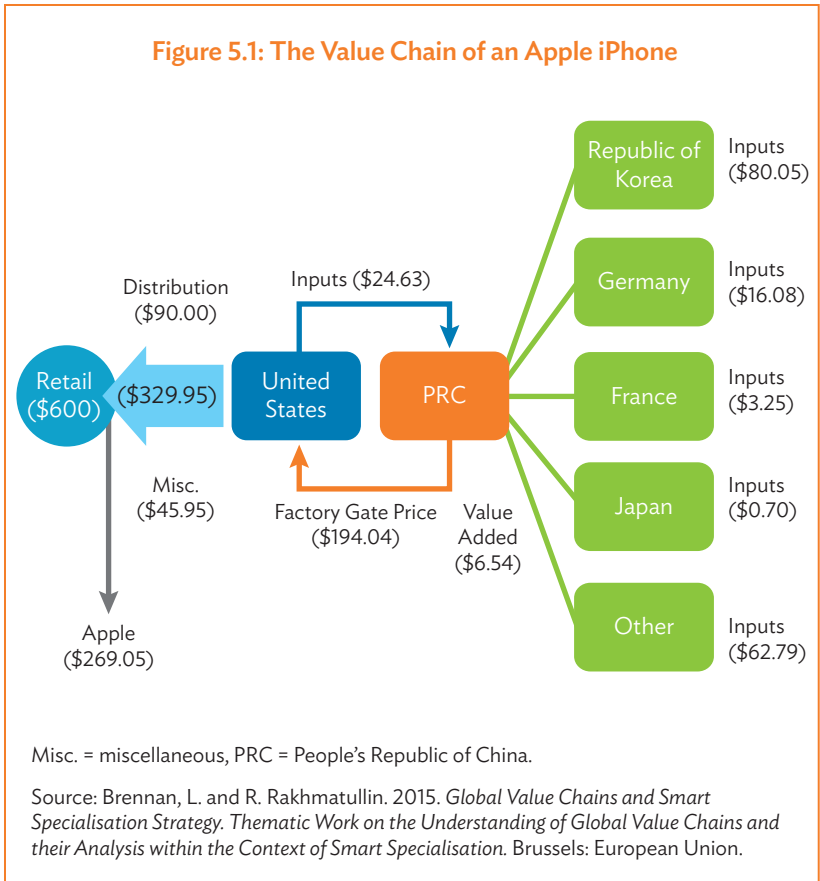 Figure 5.1: The Value Chain of an Apple iPhone
Republic of
Korea
Inputs
($80.05)
Germany
Inputs
($16.08)
Inputs ($24.63)
Distribution
($90.00)
Retail
($600)
($329.95)
United
States
PRC
France
Inputs
($3.25)
Misc.
($45.95)
Factory Gate Price
($194.04)
Value
Added
($6.54)
Japan
Inputs
($0.70)
Other
Inputs
($62.79)
Apple
($269.05)
Misc. = miscellaneous, PRC = People’s Republic of China.
Source: Brennan, L. and R. Rakhmatullin. 2015. Global Value Chains and Smart
Specialisation Strategy. Thematic Work on the Understanding of Global Value Chains and
their Analysis within the Context of Smart Specialisation. Brussels: European Union.